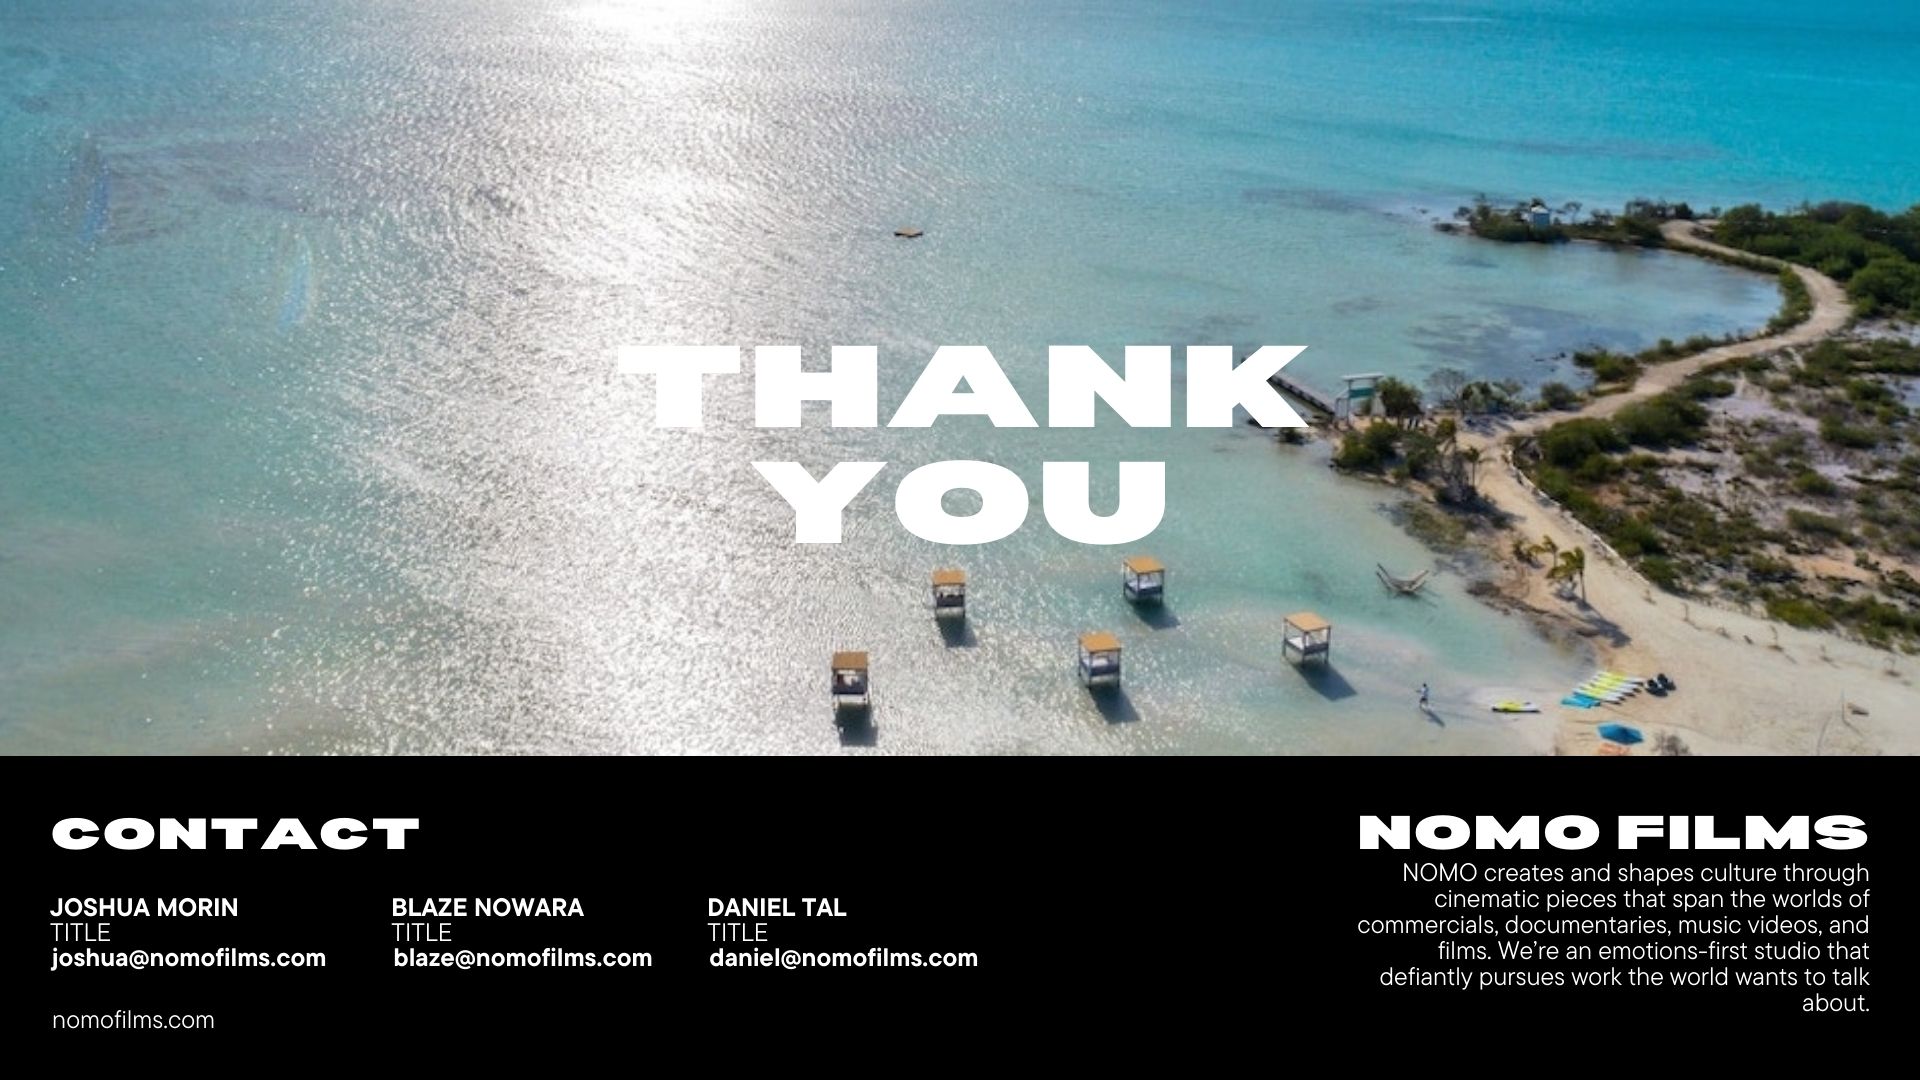 THANK
YOU
CONTACT
JOSHUA MORIN
TITLE
joshua@nomofilms.com
BLAZE NOWARA
TITLE
blaze@nomofilms.com
DANIEL TAL
TITLE
daniel@nomofilms.com
nomofilms.com
NOMO FILMS
NOMO creates and shapes culture through
cinematic pieces that span the worlds of
commercials, documentaries, music videos, and
films. We’re an emotions-first studio that
defiantly pursues work the world wants to talk
about.